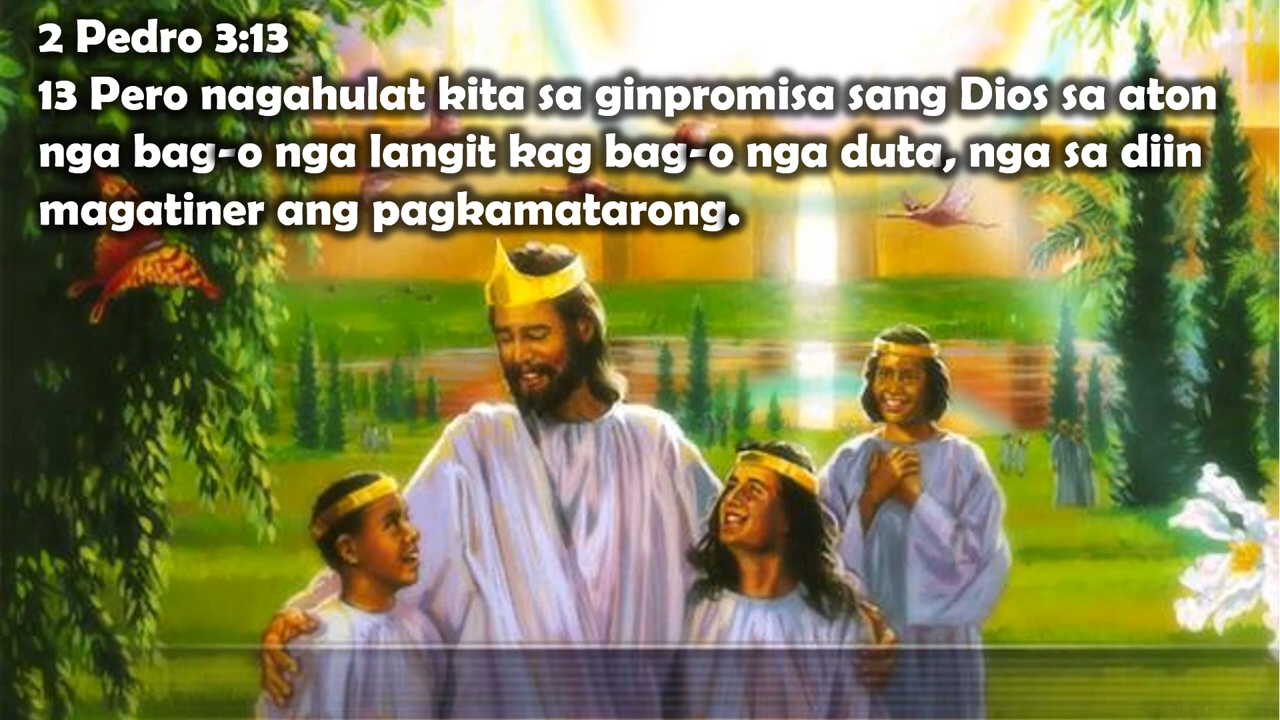 2 Pedro 3:13
13 Pero nagahulat kita sa ginpromisa sang Dios sa aton
nga bag-o nga langit kag bag-o nga duta, nga sa diin
magatiner ang pagkamatarong.